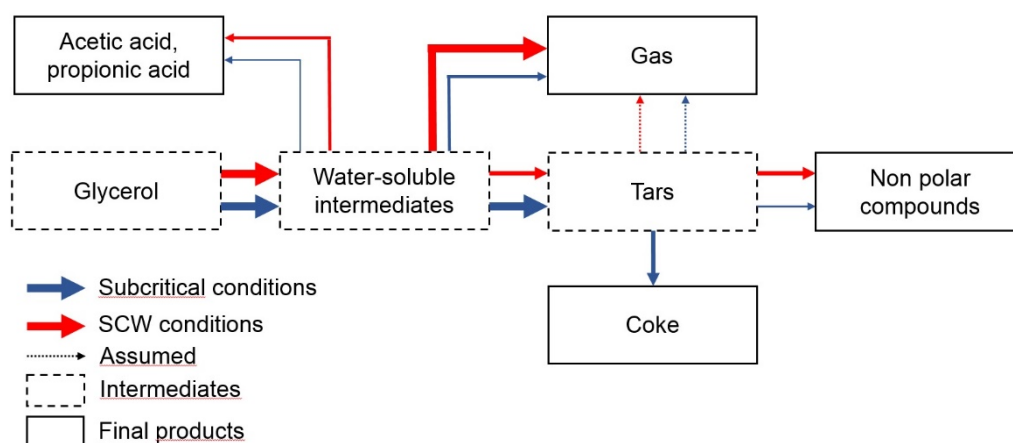 Acetic acid,
propionic acid
Gas
Glycerol
Water-soluble
intermediates
Tars
Non polar
compounds
Coke
Subcritical conditions
SCW conditions
Assumed
Intermediates
Final products